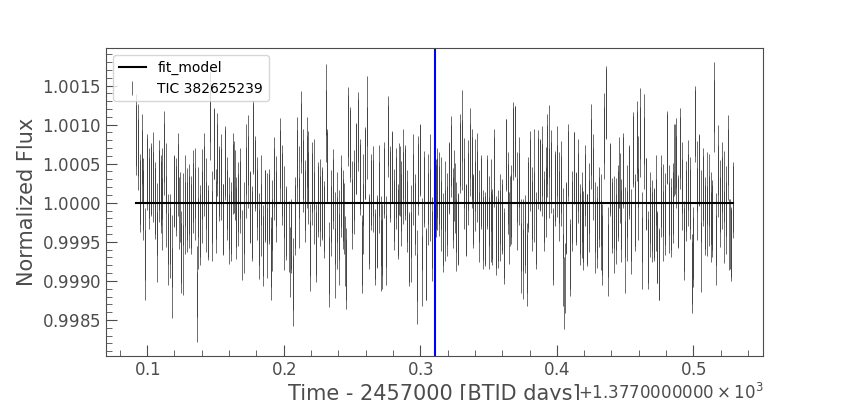 fit_model
TIC 382625239
Normalized Flux
1.0015
1.0010
1.0005
1.0000
0.9995
0.9990
0.9985
0.1 0.2 0.3 0.4 0.5
Time - 2457000 [BTJD days]
+1.3770000000 × 10³